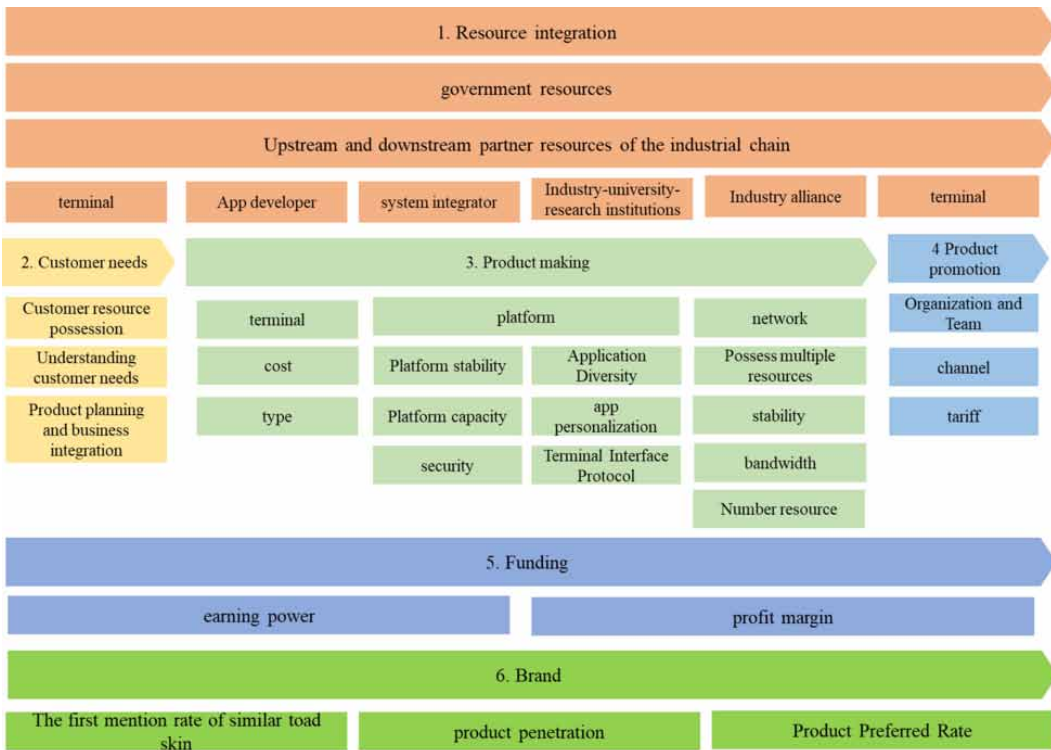 1. Resource integration
government resources
Upstream and downstream partner resources of the industrial chain
terminal
App developer
system integrator
Industry-university-
research institutions
Industry alliance
terminal
2. Customer needs
3. Product making
4 Product
promotion
Customer resource
possession
Understanding
customer needs
Product planning
and business
integration
terminal
cost
type
platform
Platform stability
Platform capacity
security
Application
Diversity
app
personalization
Terminal Interface
Protocol
network
Possess multiple
resources
stability
bandwidth
Number resource
Organization and
Team
channel
tariff
5. Funding
earning power
profit margin
6. Brand
The first mention rate of similar toad
skin
product penetration
Product Preferred Rate